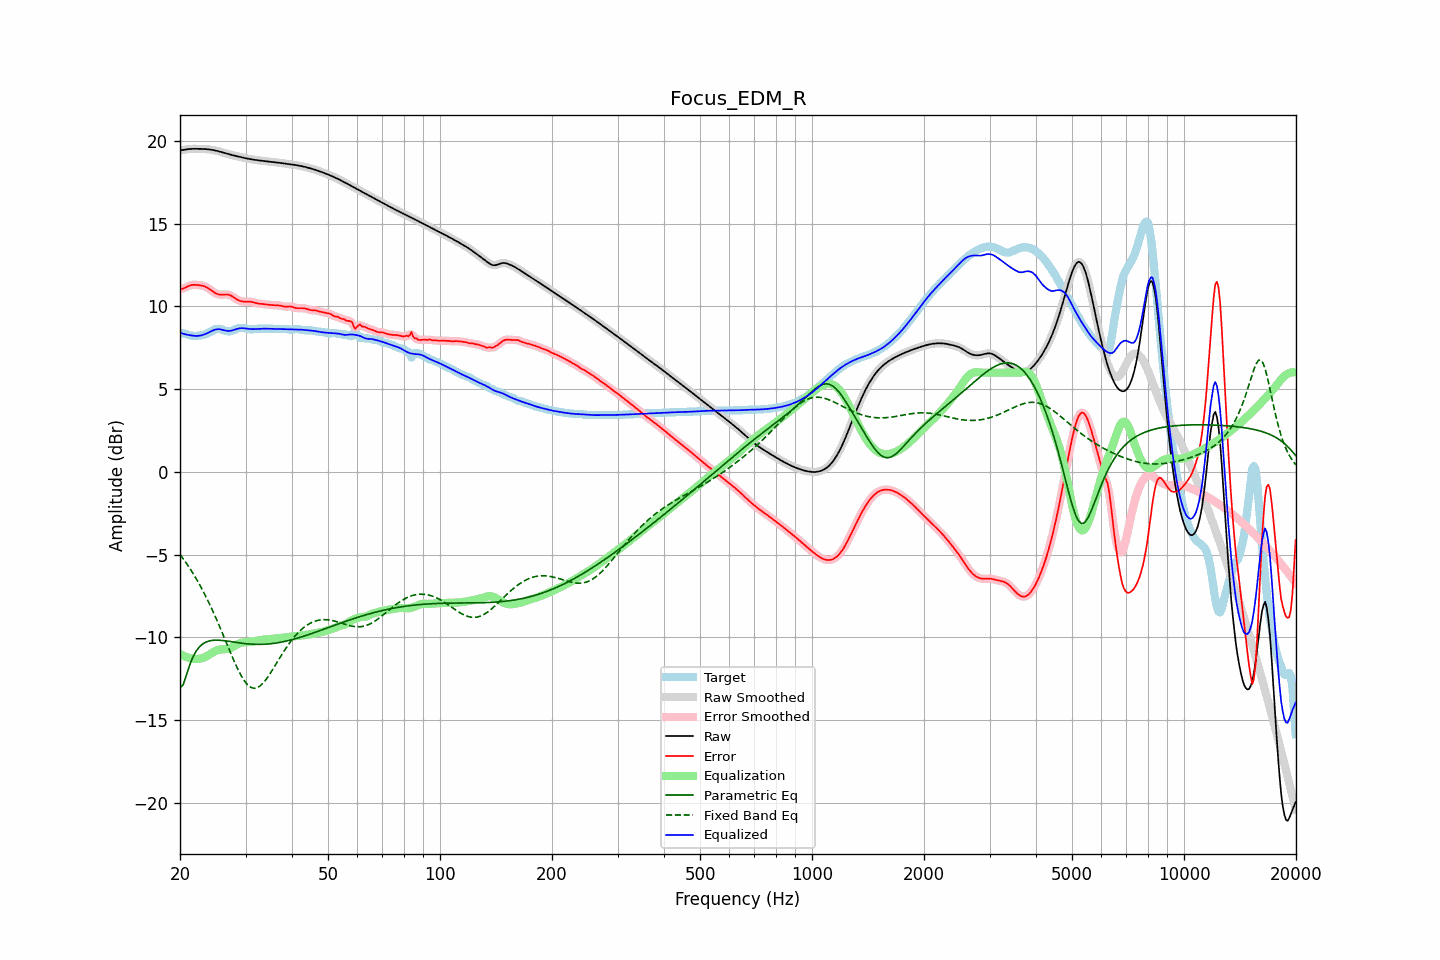 Focus_EDM_R
Amplitude (dBr)
20
15
10
5
0
−5
−10
−15
−20
Target
Raw Smoothed
Error Smoothed
Raw
Error
Equalization
Parametric Eq
Fixed Band Eq
Equalized
20 50 100 200 500 1000 2000 5000 10000 20000
Frequency (Hz)